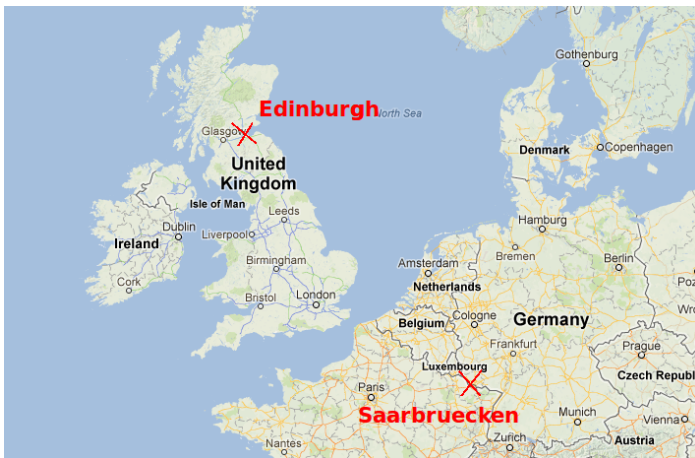 Gothenburg
Edinburgh
North Sea
Glasgow
Denmark
Copenhagen
United
Kingdom
Isle of Man
Leeds
Dublin
Hamburg
Liverpool
Ireland
Bremen
Birmingham
Amsterdam
Berlin
Cork
Netherlands
Poz
Bristol
London
Wro
Belgium
Cologne
Germany
Frankfurt
Prague
Luxembourg
Czech Republ
Paris
Saarbruecken
Munich
Vienna
Zurich
Austria
Nantes